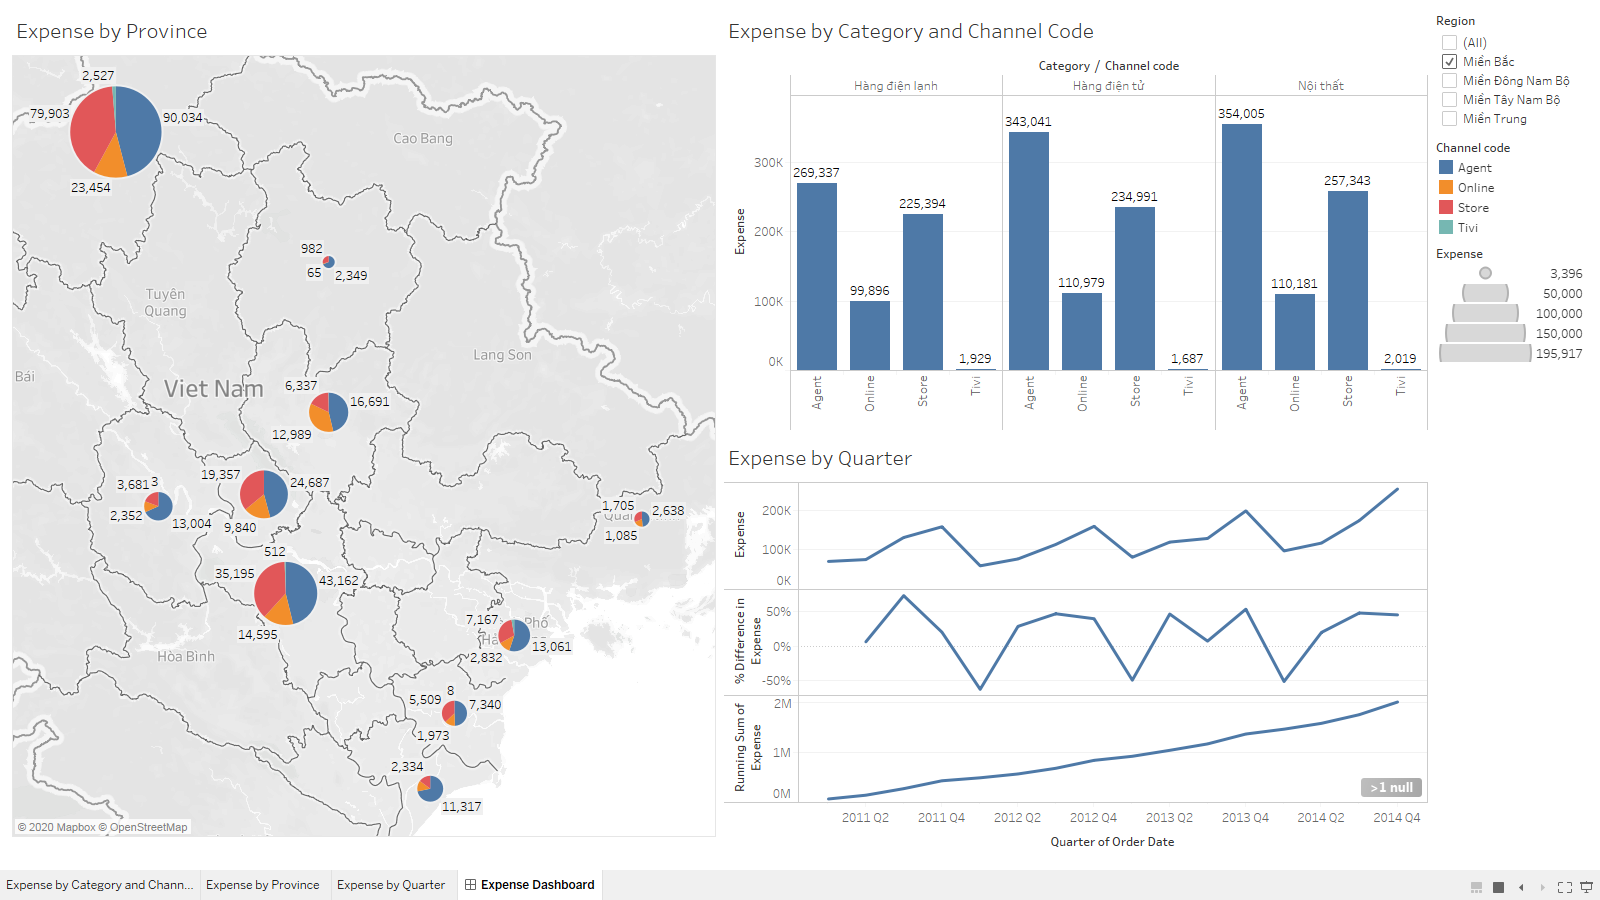 Expense by Province
2,527
79,903
90,034
23,454
Cao Bang
982
65
2,349
Tuyên
Quang
Lang Son
Bái
Viet Nam
6,337
16,691
12,989
3,681
3
2,352
13,004
19,357
24,687
9,840
1,705
2,638
1,085
512
35,195
43,162
14,595
Hòa Bình
7,167
Phố
13,061
2,832
5,509
8
7,340
1,973
2,334
11,317
© 2020 Mapbox © OpenStreetMap
Expense by Category and Channel Code
Category / Channel code
Hàng điện lạnh
Hàng điện tử
Nội thất
Expense
300K
200K
100K
0K
269,337
99,896
225,394
1,929
343,041
110,979
234,991
1,687
354,005
110,181
257,343
2,019
Agent
Online
Store
Tivi
Agent
Online
Store
Tivi
Agent
Online
Store
Tivi
Expense by Quarter
Expense
200K
100K
0K
% Difference in
Expense
50%
0%
-50%
Running Sum of
Expense
2M
1M
0M
>1 null
2011 Q2
2011 Q4
2012 Q2
2012 Q4
2013 Q2
2013 Q4
2014 Q2
2014 Q4
Quarter of Order Date
Region
(All)
Miền Bắc
Miền Đông Nam Bộ
Miền Tây Nam Bộ
Miền Trung
Channel code
Agent
Online
Store
Tivi
Expense
3,396
50,000
100,000
150,000
195,917
Expense by Category and Chann...
Expense by Province
Expense by Quarter
Expense Dashboard